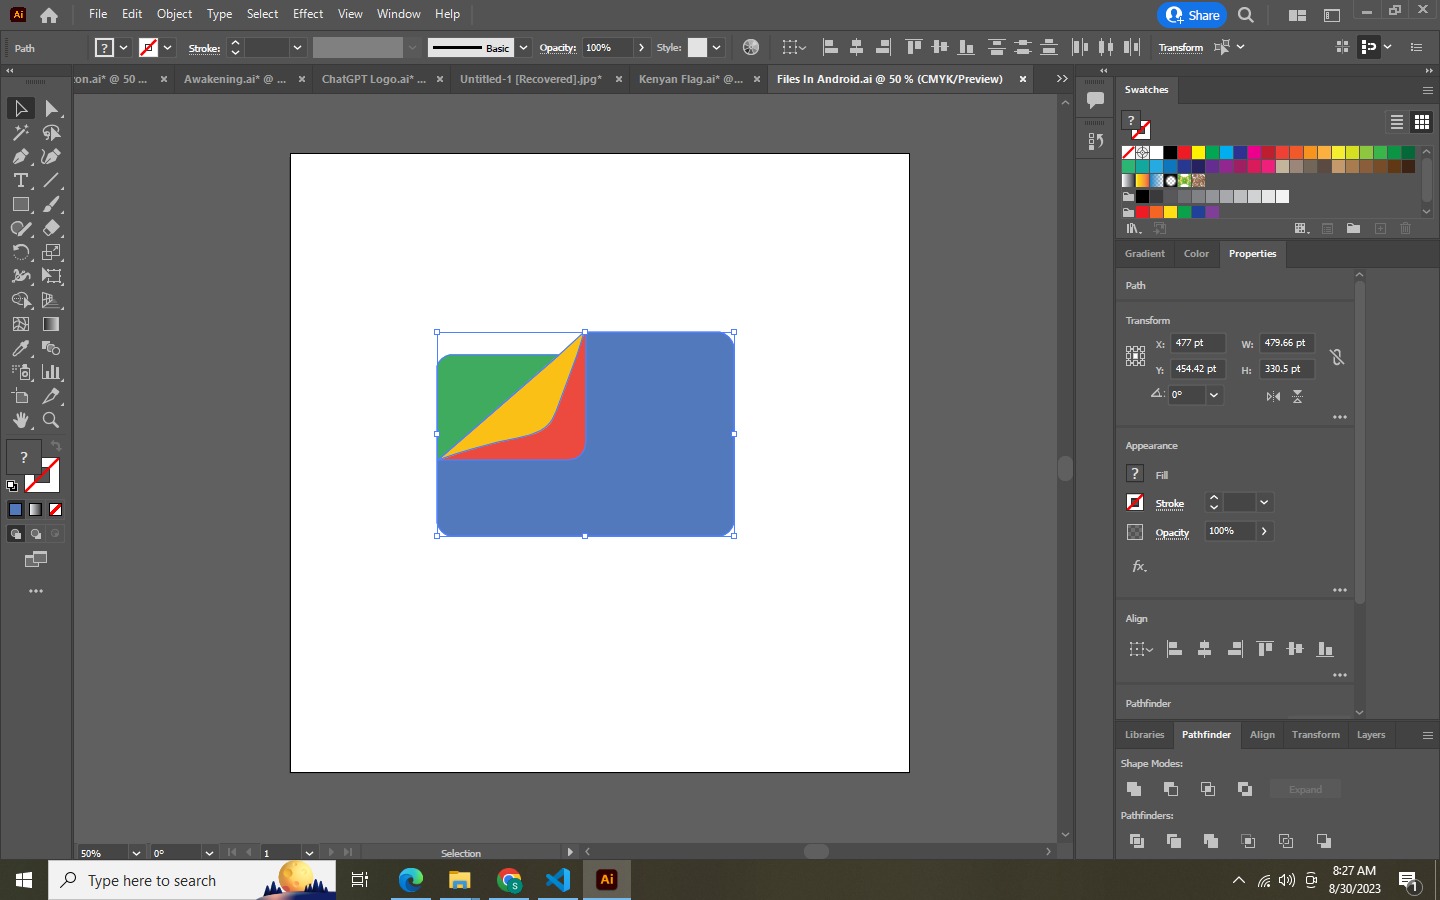 Ai File Edit Object Type Select Effect View Window Help Share
Path ? Stroke: Basic Opacity: 100% Style: Transform
con.ai* @ 50 ... × Awakening.ai* @ ... × ChatGPT Logo.ai* ... × Untitled-1 [Recovered].jpg* × Kenyan Flag.ai* @... × Files In Android.ai @ 50 % (CMYK/Preview) ×
Swatches
?
Gradient Color Properties
Path
Transform
X: 477 pt W: 479.66 pt
Y: 454.42 pt H: 330.5 pt
0°
Appearance
? Fill
Stroke
Opacity 100%
fx.
Align
Pathfinder
Libraries Pathfinder Align Transform Layers
Shape Modes:
Expand
Pathfinders:
T
?
50% 0° 1 Selection
Type here to search
S
Ai
8:27 AM
8/30/2023
1